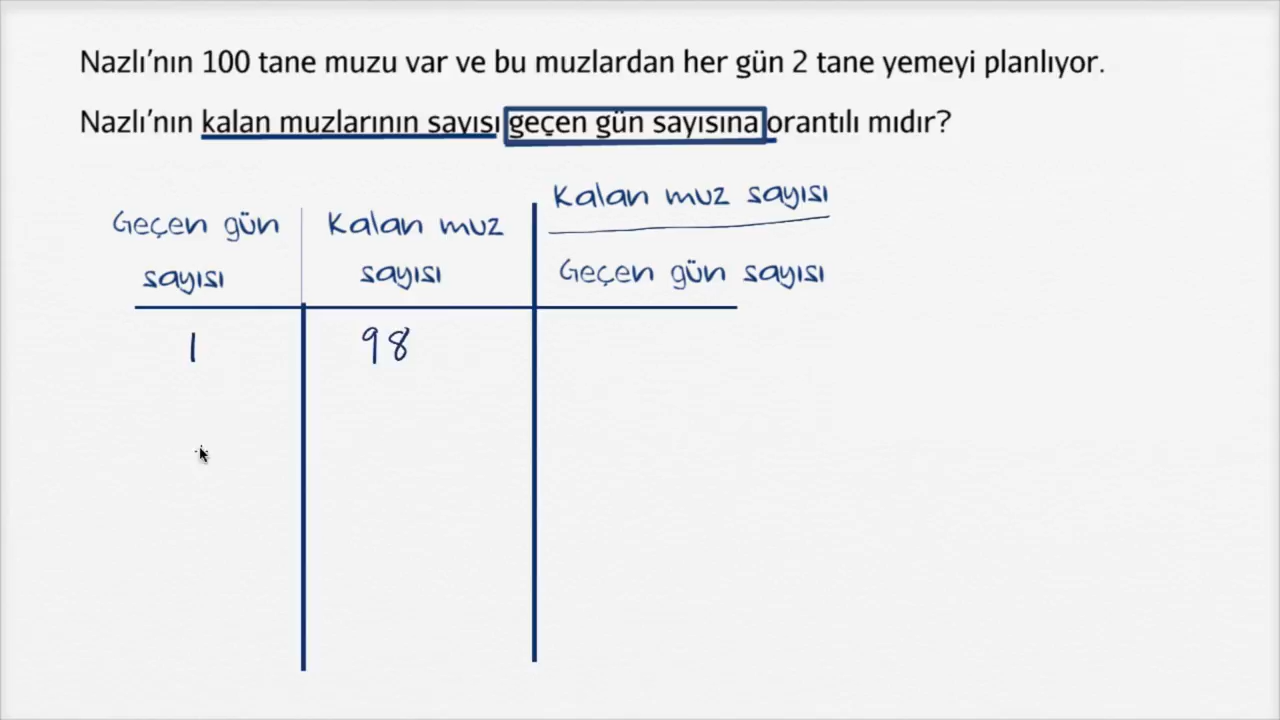 Nazlı'nın 100 tane muzu var ve bu muzlardan her gün 2 tane yemeyi planlıyor.
Nazlı'nın kalan muzlarının sayısı geçen gün sayısına orantılı mıdır?
Geçen gün sayısı
Kalan muz sayısı
Kalan muz sayısı
Geçen gün sayısı
1
98